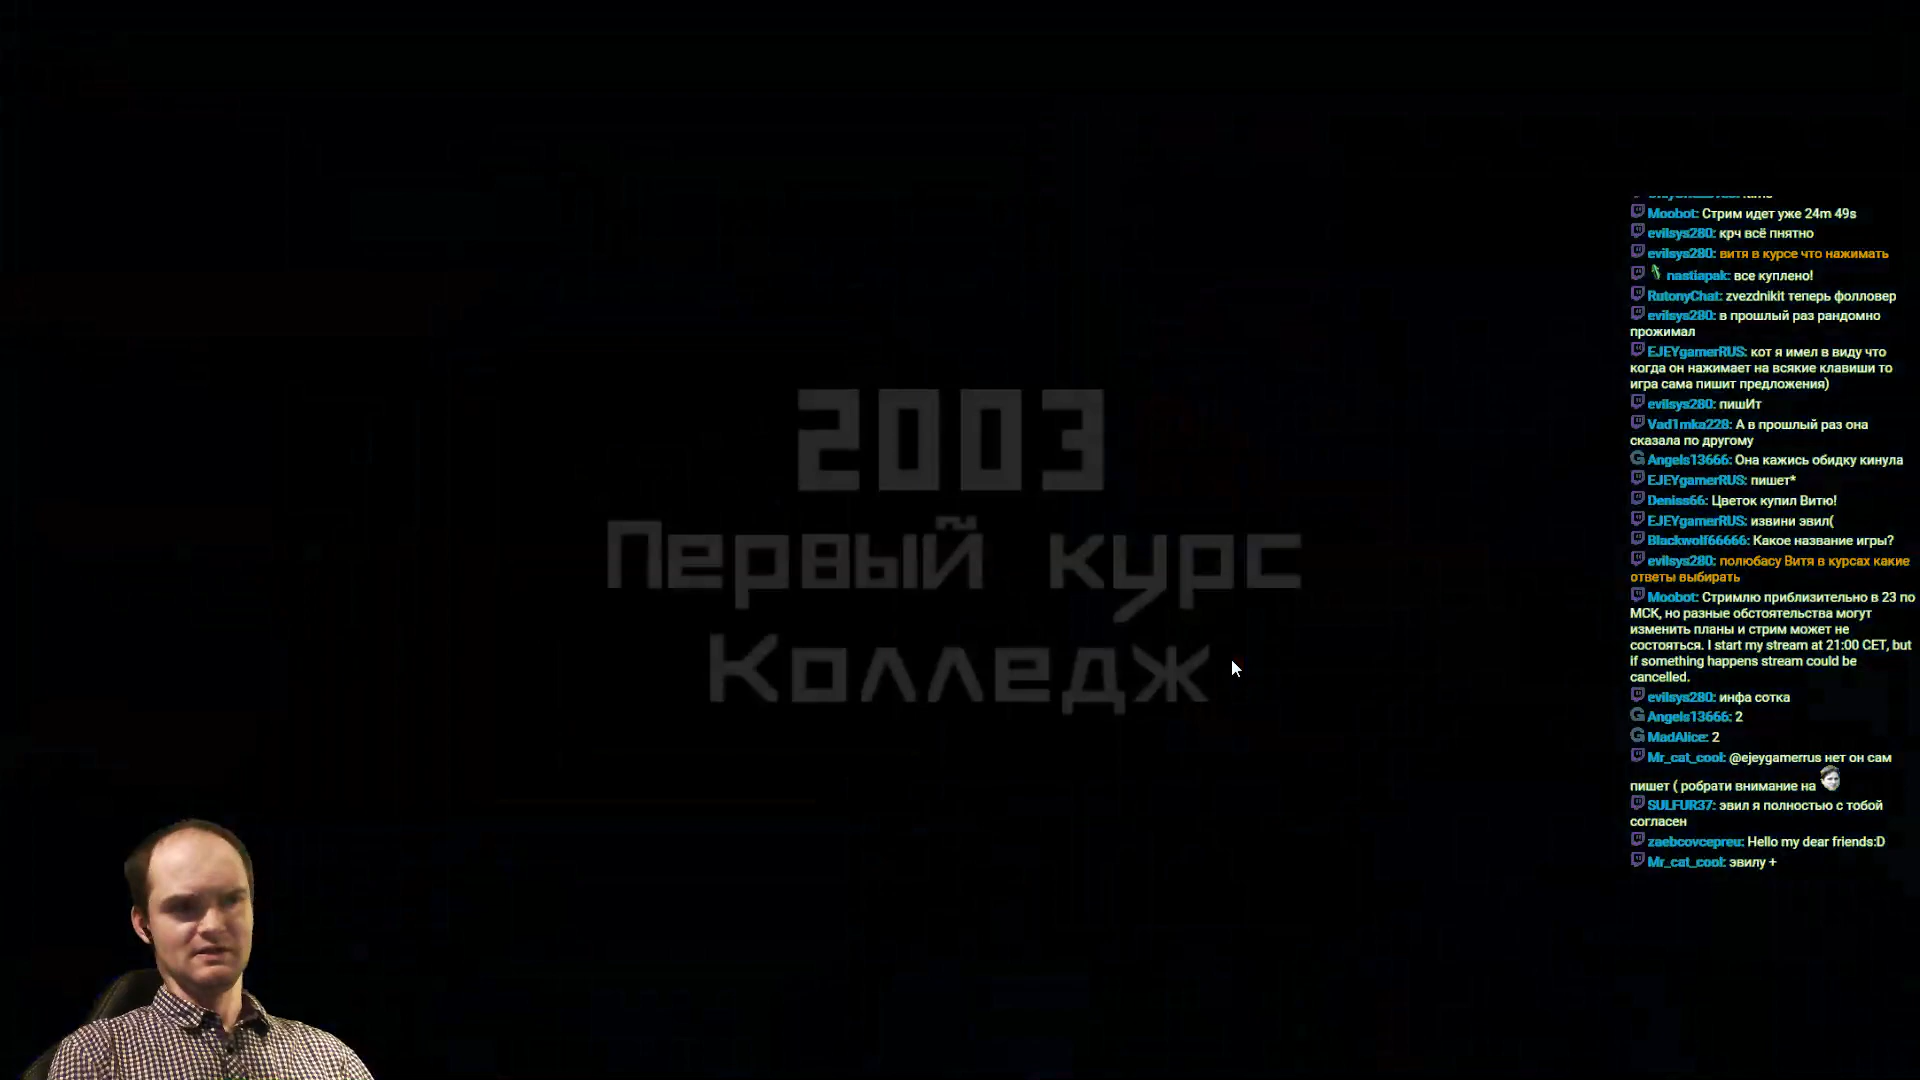 2003
Первый курс
Колледж
Moobot: Стрим идет уже 24m 49s
evilsys280: крч всё пнятно
evilsys280: витя в курсе что нажимать
nastiapak: все куплено!
RutonyChat: zvezdnikit теперь фолловер
evilsys280: в прошлый раз рандомно
прожимал
EJEYgamerRUS: кот я имел в виду что
когда он нажимает на всякие клавиши то
игра сама пишит предложения)
evilsys280: пишИт
Vad1mka228: А в прошлый раз она
сказала по другому
Angels13666: Она кажись обидку кинула
EJEYgamerRUS: пишет*
Deniss66: Цветок купил Витю!
EJEYgamerRUS: извини эвил(
Blackwolf66666: Какое название игры?
evilsys280: полюбасу Витя в курсах какие
ответы выбирать
Moobot: Стримлю приблизительно в 23 по
МСК, но разные обстоятельства могут
изменить планы и стрим может не
состояться. I start my stream at 21:00 CET, but
if something happens stream could be
cancelled.
evilsys280: инфа сотка
Angels13666: 2
MadAlice: 2
Mr_cat_cool: @ejeygamerrus нет он сам
пишет ( робрати внимание на
SULFUR37: эвил я полностью с тобой
согласен
zaebcovcepreu: Hello my dear friends:D
Mr_cat_cool: эвилу +